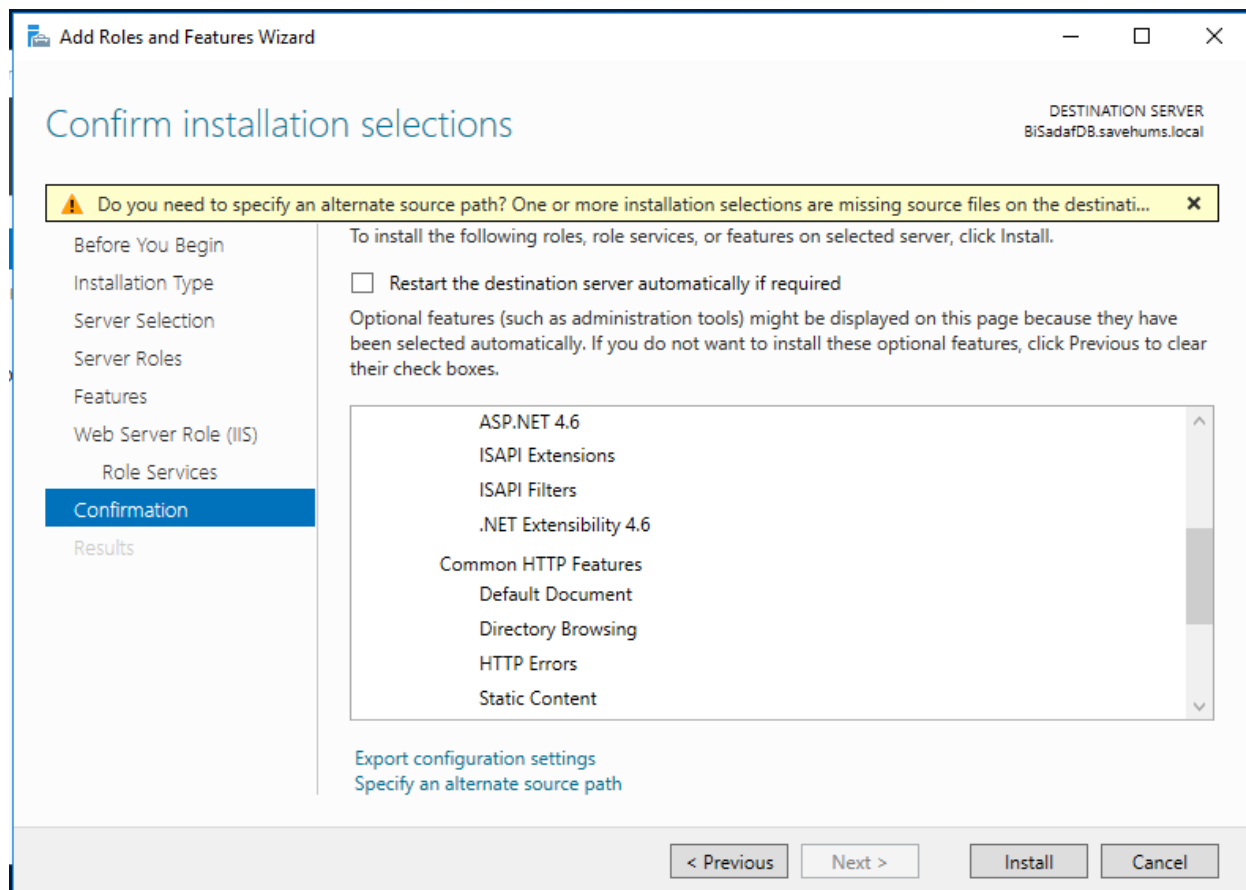 Add Roles and Features Wizard
Confirm installation selections
DESTINATION SERVER
BiSadafDB.savehums.local
Do you need to specify an alternate source path? One or more installation selections are missing source files on the destinati...
Before You Begin
Installation Type
Server Selection
Server Roles
Features
Web Server Role (IIS)
Role Services
Confirmation
Results
To install the following roles, role services, or features on selected server, click Install.
Restart the destination server automatically if required
Optional features (such as administration tools) might be displayed on this page because they have
been selected automatically. If you do not want to install these optional features, click Previous to clear
their check boxes.
ASP.NET 4.6
ISAPI Extensions
ISAPI Filters
.NET Extensibility 4.6
Common HTTP Features
Default Document
Directory Browsing
HTTP Errors
Static Content
Export configuration settings
Specify an alternate source path
< Previous
Next >
Install
Cancel